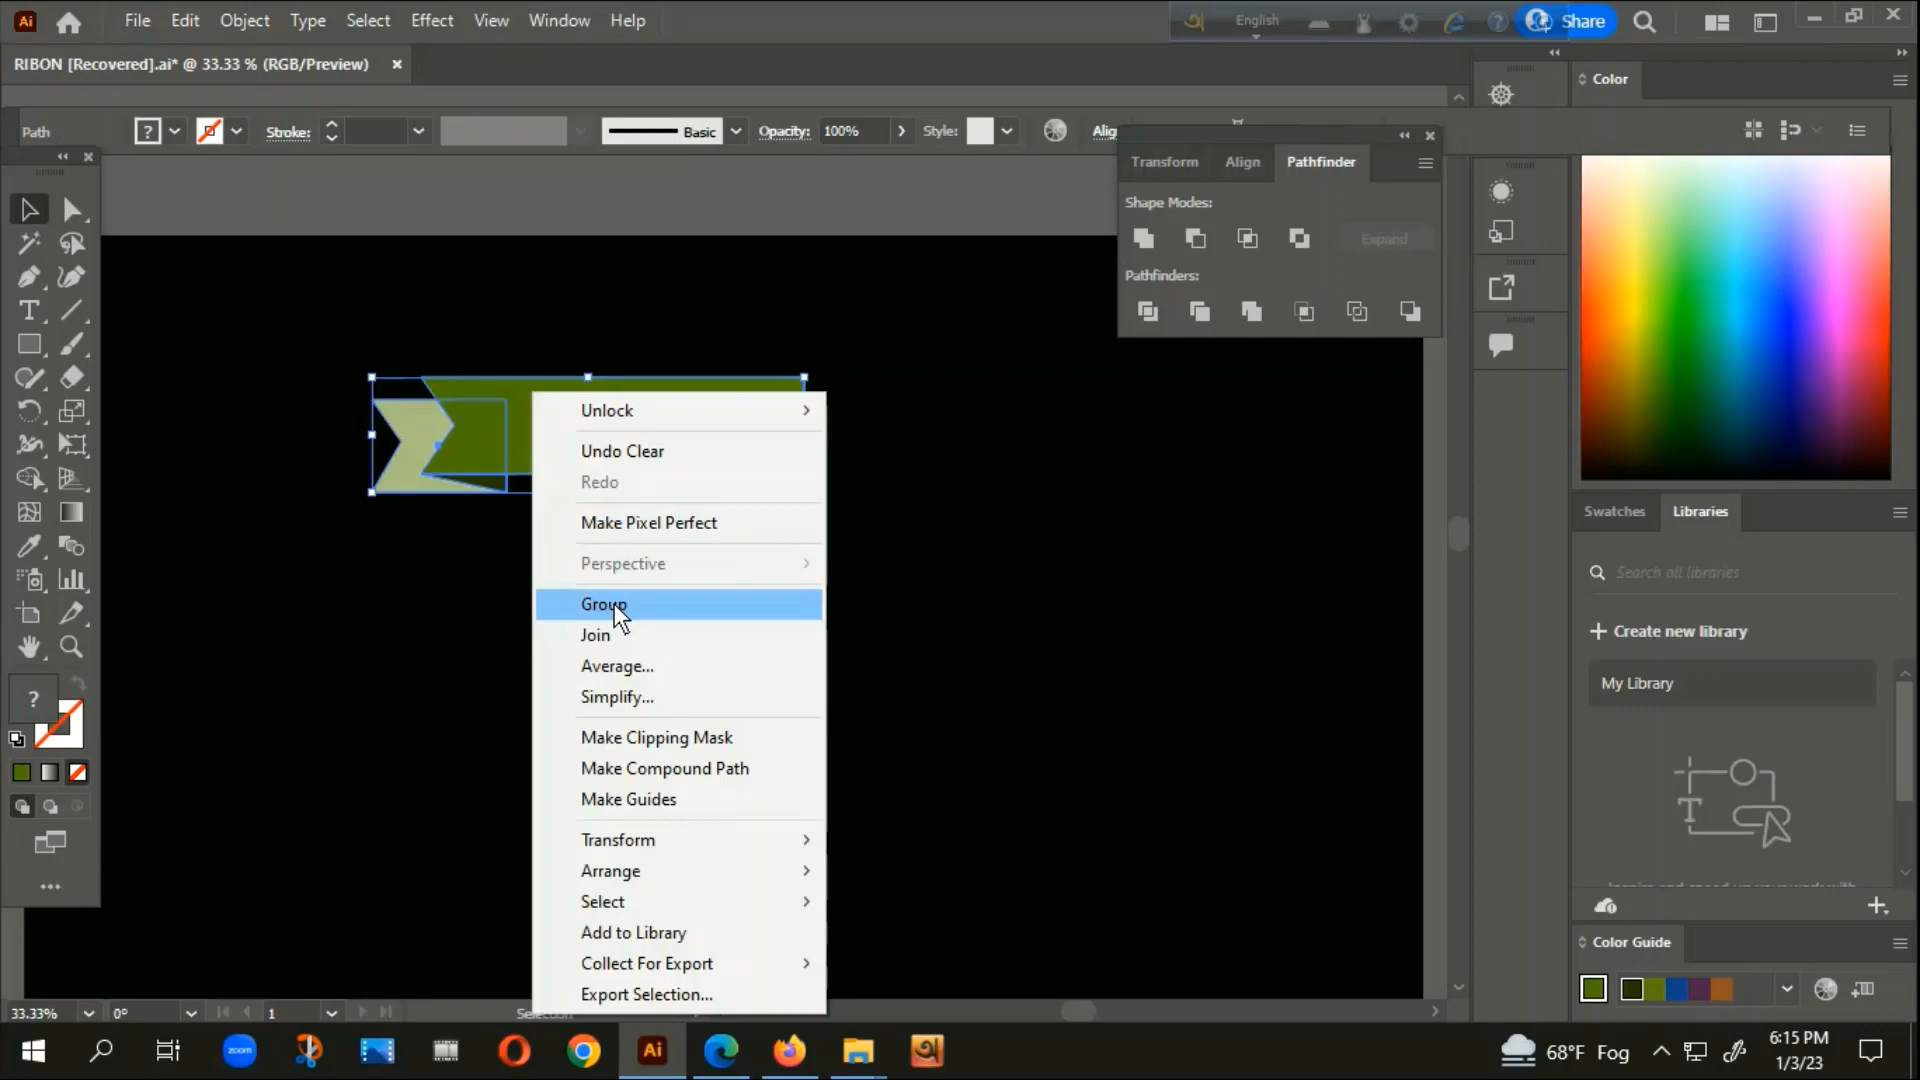 Ai
File Edit Object Type Select Effect View Window Help
English
Share
RIBON [Recovered].ai* @ 33.33 % (RGB/Preview)
Color
Path
?
Stroke:
Basic
Opacity: 100%
Style:
Transform Align Pathfinder
Shape Modes:
Expand
Pathfinders:
Unlock
Undo Clear
Redo
Make Pixel Perfect
Perspective
Group
Join
Average...
Simplify...
Make Clipping Mask
Make Compound Path
Make Guides
Transform
Arrange
Select
Add to Library
Collect For Export
Export Selection...
?
Swatches Libraries
Search all libraries
Create new library
My Library
Color Guide
33.33% 0° 1
zoom
Ai
68°F Fog
6:15 PM
1/3/23